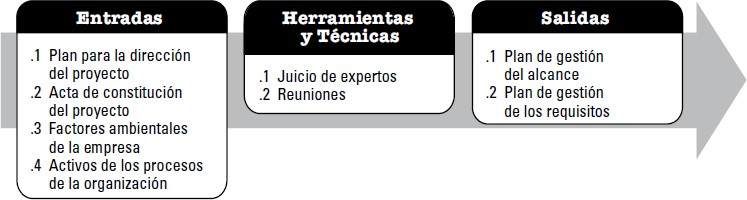 Entradas
.1 Plan para la dirección
del proyecto
.2 Acta de constitución
del proyecto
.3 Factores ambientales
de la empresa
.4 Activos de los procesos
de la organización
Herramientas
y Técnicas
.1 Juicio de expertos
.2 Reuniones
Salidas
.1 Plan de gestión
del alcance
.2 Plan de gestión
de los requisitos